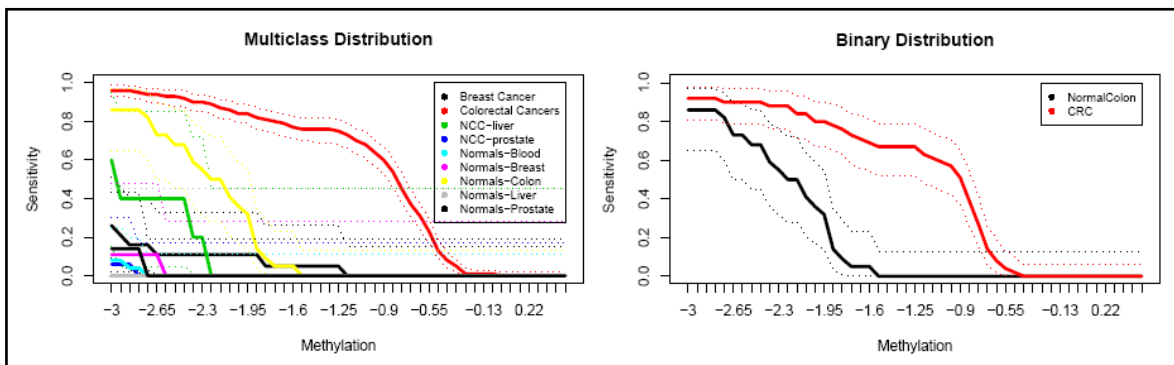 Multiclass Distribution
Sensitivity
1.0
0.8
0.6
0.4
0.2
0.0
Breast Cancer
Colorectal Cancers
NCC-liver
NCC-prostate
Normals-Blood
Normals-Breast
Normals-Colon
Normals-Liver
Normals-Prostate
-3 -2.65 -2.3 -1.95 -1.6 -1.25 -0.9 -0.55 -0.13 0.22
Methylation
Binary Distribution
Sensitivity
1.0
0.8
0.6
0.4
0.2
0.0
NormalColon
CRC
-3 -2.65 -2.3 -1.95 -1.6 -1.25 -0.9 -0.55 -0.13 0.22
Methylation